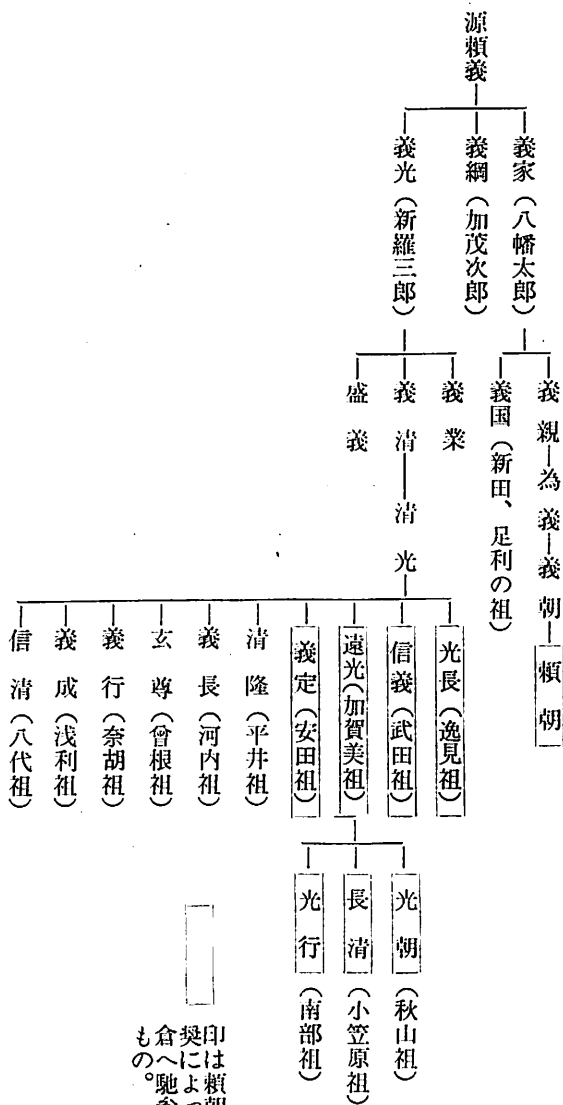 源頼義
義家（八幡太郎）
義綱（加茂次郎）
義光（新羅三郎）
義親―為義―義朝―頼朝
義国（新田、足利の祖）
義業
義清―清光
盛義
光長（逸見祖）
信義（武田祖）
遠光（加賀美祖）
義定（安田祖）
清隆（平井祖）
義長（河内祖）
玄尊（曾根祖）
義行（奈胡祖）
義成（浅利祖）
信清（八代祖）
光朝（秋山祖）
長清（小笠原祖）
光行（南部祖）
印は頼朝
奨によっ
倉へ馳参
もの。